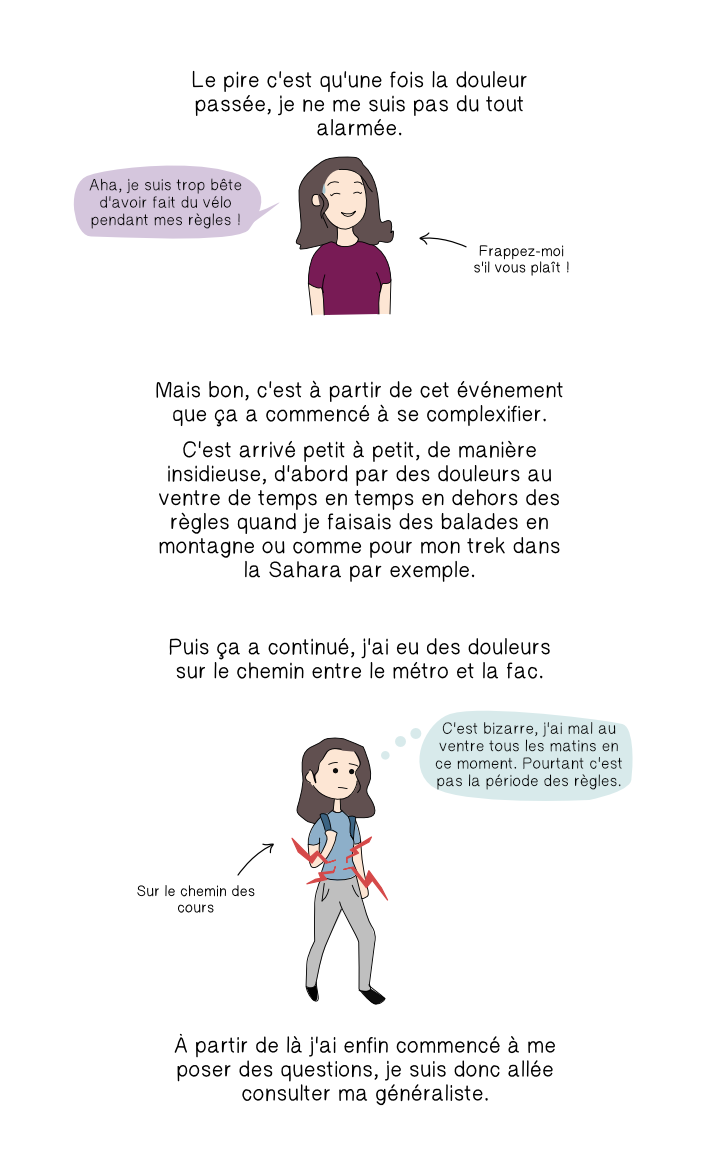 Le pire c'est qu'une fois la douleur
passée, je ne me suis pas du tout
alarmée.
Aha, je suis trop bête
d'avoir fait du vélo
pendant mes règles !
Frappez-moi
s'il vous plaît !
Mais bon, c'est à partir de cet événement
que ça a commencé à se complexifier.
C'est arrivé petit à petit, de manière
insidieuse, d'abord par des douleurs au
ventre de temps en temps en dehors des
règles quand je faisais des balades en
montagne ou comme pour mon trek dans
la Sahara par exemple.
Puis ça a continué, j'ai eu des douleurs
sur le chemin entre le métro et la fac.
C'est bizarre, j'ai mal au
ventre tous les matins en
ce moment. Pourtant c'est
pas la période des règles.
Sur le chemin des
cours
À partir de là j'ai enfin commencé à me
poser des questions, je suis donc allée
consulter ma généraliste.